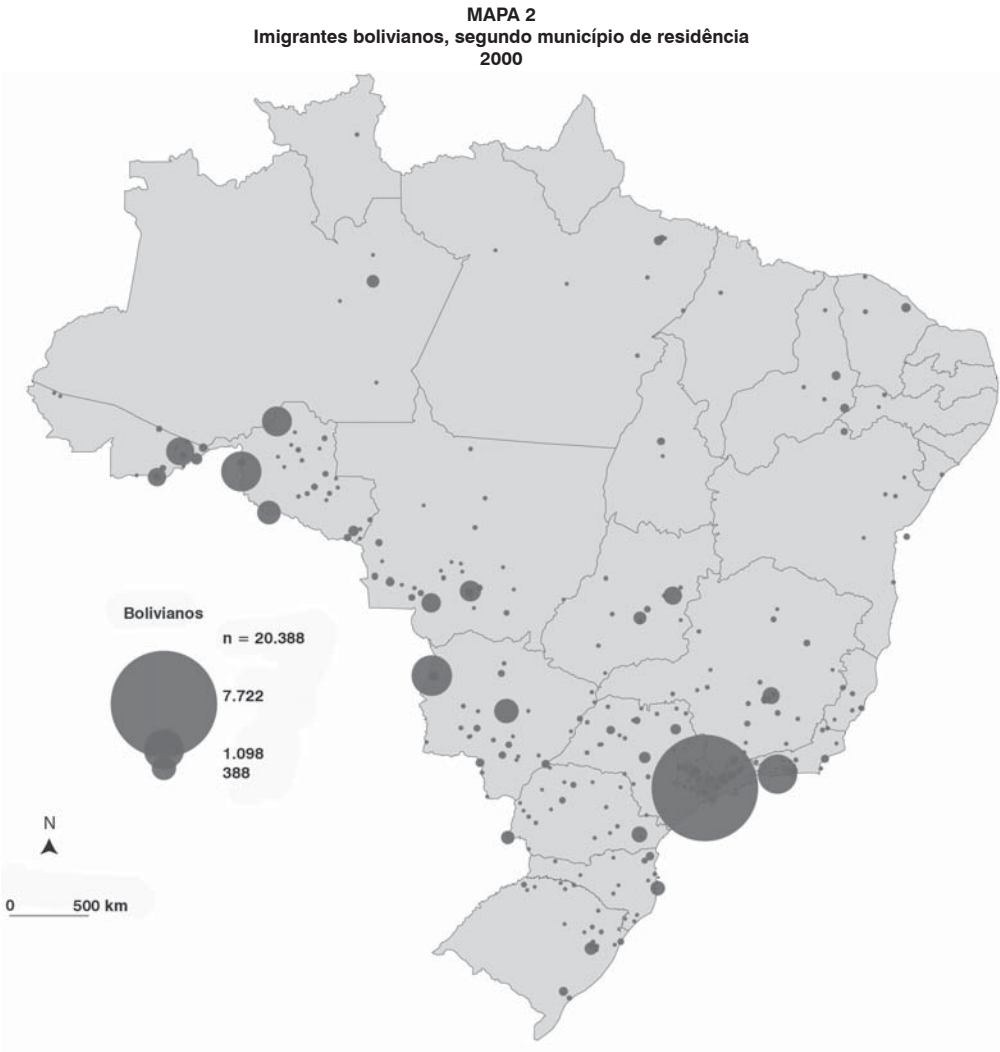 MAPA 2
Imigrantes bolivianos, segundo município de residência
2000
Bolivianos
n = 20.388
7.722
1.098
388
N
0 500 km